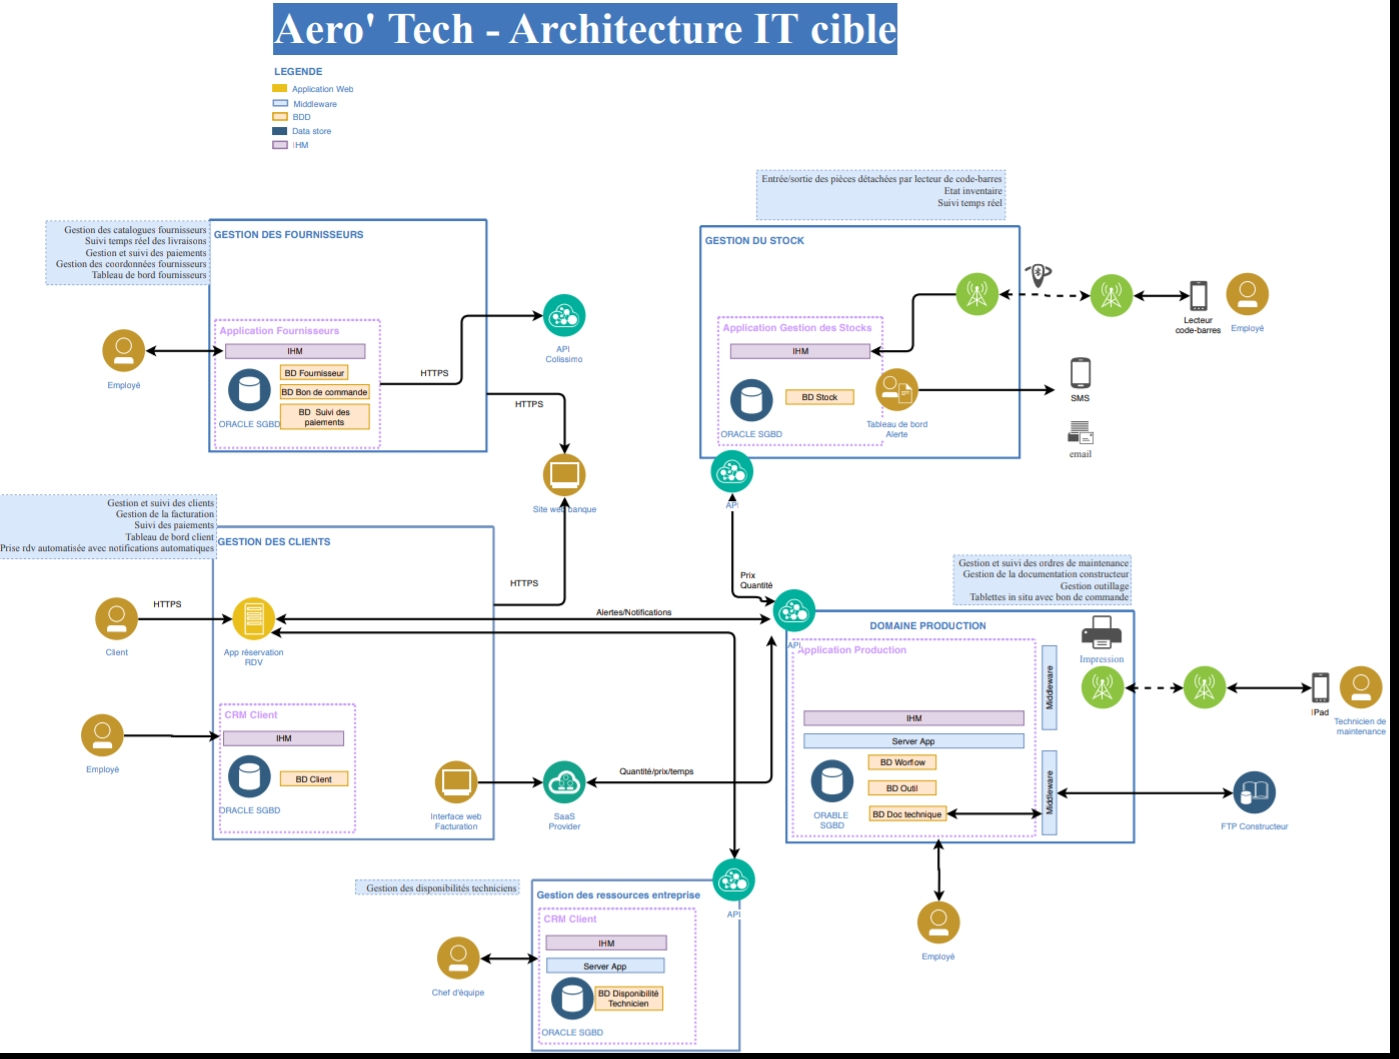 Aero' Tech - Architecture IT cible
LEGENDE
Application Web
Middleware
BDD
Data store
IHM
Gestion des catalogues fournisseurs
Suivi temps réel des livraisons
Gestion et suivi des paiements
Gestion des coordonnées fournisseurs
Tableau de bord fournisseurs
GESTION DES FOURNISSEURS
Application Fournisseurs
IHM
BD Fournisseur
BD Bon de commande
BD Suivi des
paiements
ORACLE SGBD
Employé
HTTPS
API
Colissimo
HTTPS
Site web banque
Entrée/sortie des pièces détachées par lecteur de code-barres
Etat inventaire
Suivi temps réel
GESTION DU STOCK
Application Gestion des Stocks
IHM
BD Stock
ORACLE SGBD
Tableau de bord
Alerte
Lecteur
code-barres
Employé
SMS
email
API
Prix
Quantité
Gestion et suivi des clients
Gestion de la facturation
Suivi des paiements
Tableau de bord client
Prise rdv automatisée avec notifications automatiques
GESTION DES CLIENTS
HTTPS
HTTPS
Client
App réservation
RDV
Alertes/Notifications
CRM Client
IHM
BD Client
ORACLE SGBD
Employé
Interface web
Facturation
SaaS
Provider
Quantité/prix/temps
Gestion et suivi des ordres de maintenance
Gestion de la documentation constructeur
Gestion outillage
Tablettes in situ avec bon de commande
DOMAINE PRODUCTION
API
Application Production
Impression
Middleware
IHM
Server App
BD Worflow
BD Outil
BD Doc technique
ORABLE
SGBD
Middleware
IPad
Technicien de
maintenance
FTP Constructeur
Employé
Gestion des disponibilités techniciens
Gestion des ressources entreprise
API
CRM Client
IHM
Server App
BD Disponibilité
Technicien
ORACLE SGBD
Chef d'équipe